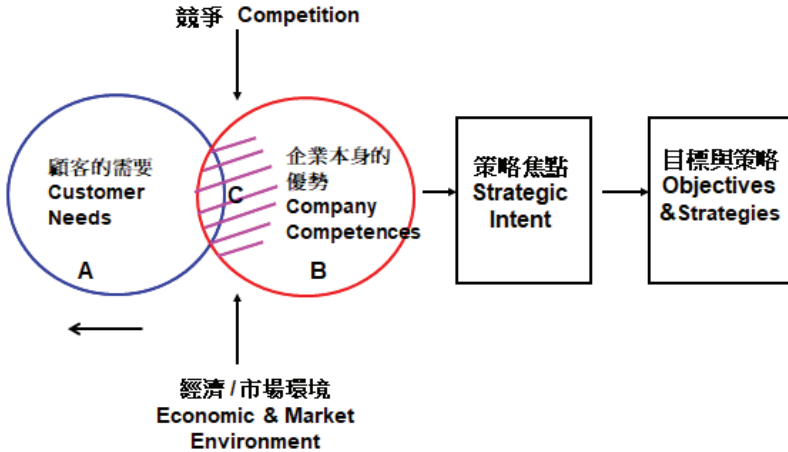 競爭 Competition
顧客的需要
Customer
Needs
A
C
企業本身的
優勢
Company
Competences
B
策略焦點
Strategic
Intent
目標與策略
Objectives
&Strategies
經濟 / 市場環境
Economic & Market
Environment